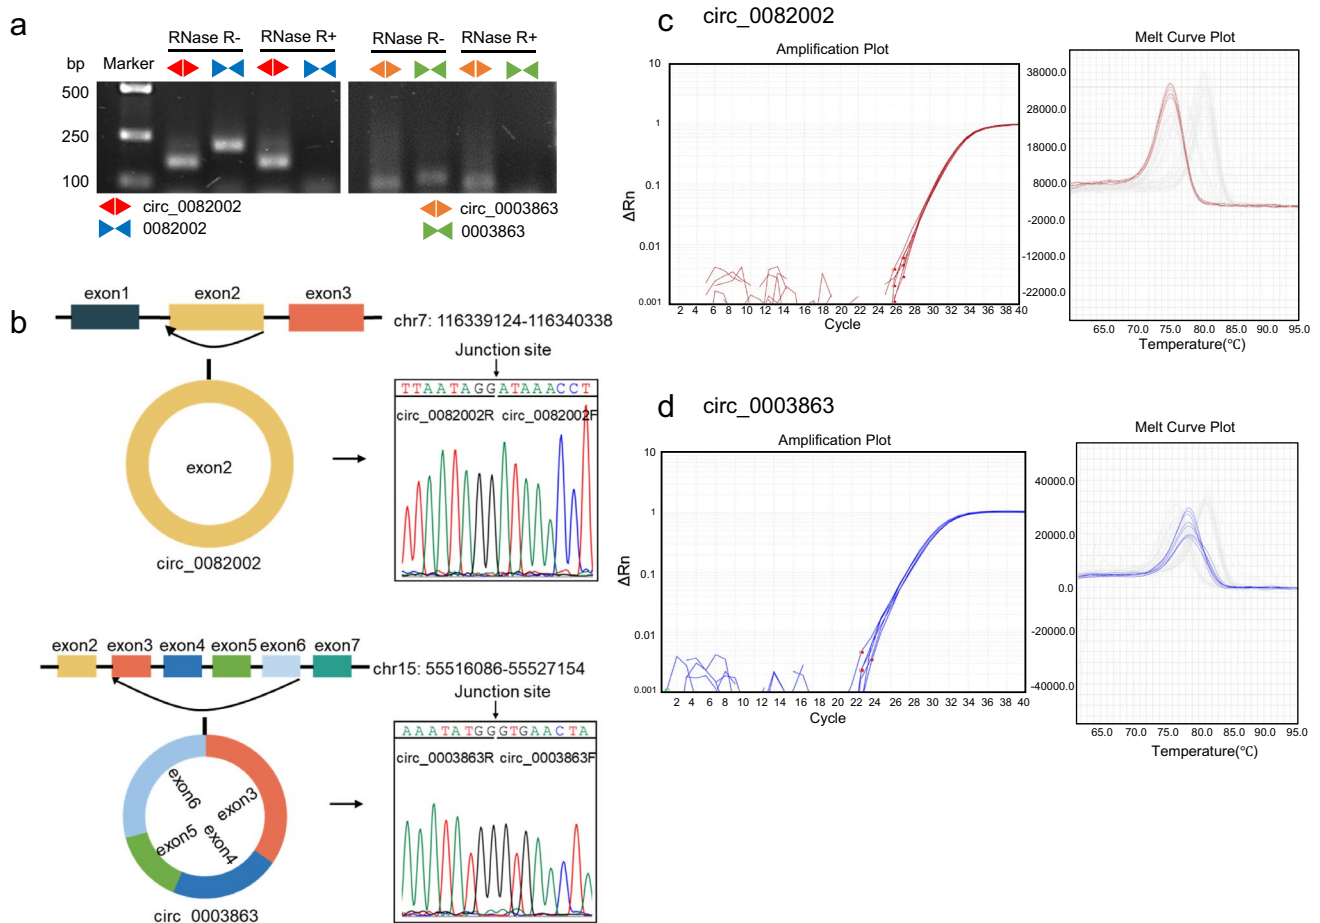 a
RNase R-
RNase R+
RNase R-
RNase R+
bp
Marker
500
250
100
circ_0082002
0082002
circ_0003863
0003863
b
exon1
exon2
exon3
chr7: 116339124-116340338
Junction site
TTAATAGGATAAACCT
circ_0082002R circ_0082002F
exon2
circ_0082002
exon2 exon3 exon4 exon5 exon6 exon7
chr15: 55516086-55527154
Junction site
AAATATGGGTGAACTA
circ_0003863R circ_0003863F
exon6
exon3
exon5
exon4
circ_0003863
c
circ_0082002
Amplification Plot
10
1
0.1
0.01
0.001
ΔRn
2 4 6 8 10 12 14 16 18 20 22 24 26 28 30 32 34 36 38 40
Cycle
Melt Curve Plot
38000.0
28000.0
18000.0
8000.0
-2000.0
-12000.0
-22000.0
65.0 70.0 75.0 80.0 85.0 90.0 95.0
Temperature(℃)
d
circ_0003863
Amplification Plot
10
1
0.1
0.01
0.001
ΔRn
2 4 6 8 10 12 14 16 18 20 22 24 26 28 30 32 34 36 38 40
Cycle
Melt Curve Plot
40000.0
20000.0
0.0
-20000.0
-40000.0
65.0 70.0 75.0 80.0 85.0 90.0 95.0
Temperature(℃)